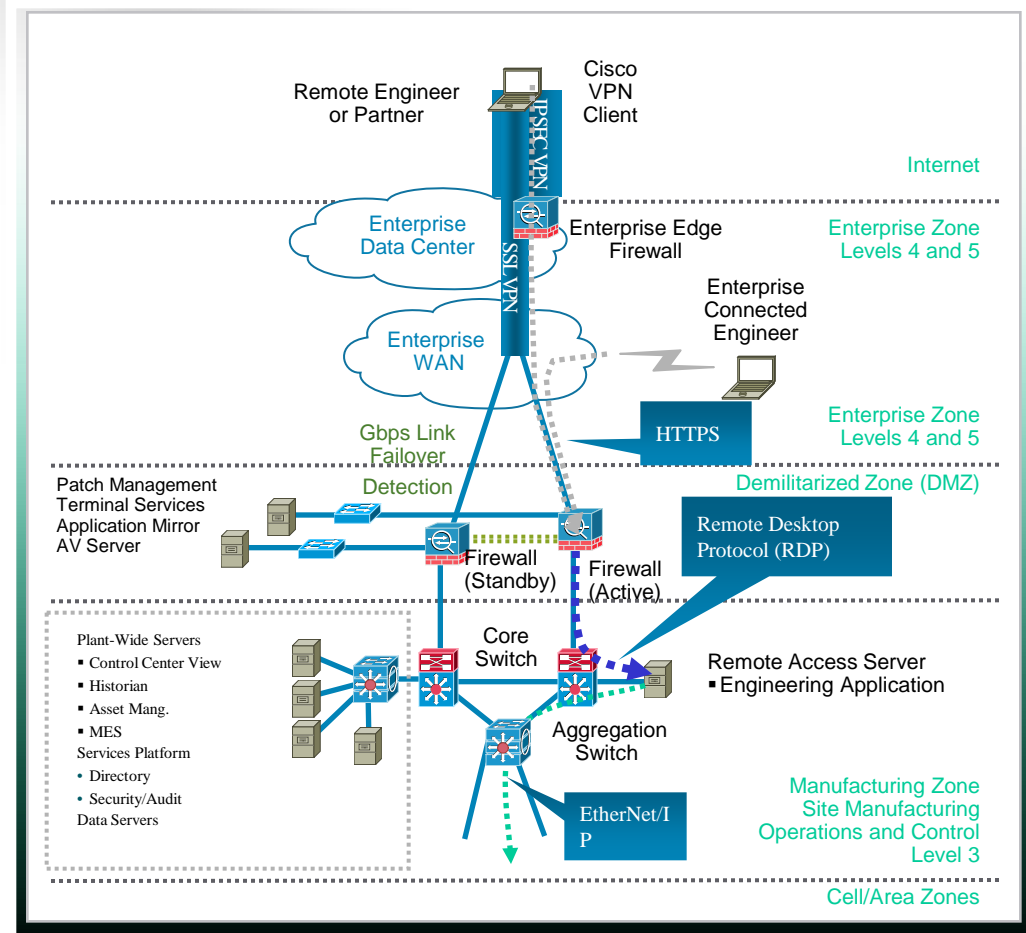 Remote Engineer
or Partner
Cisco
VPN
Client
IPSEC VPN
Internet
Enterprise
Data Center
SSL VPN
Enterprise Edge
Firewall
Enterprise Zone
Levels 4 and 5
Enterprise
Connected
Engineer
Enterprise
WAN
HTTPS
Enterprise Zone
Levels 4 and 5
Gbps Link
Failover
Detection
Demilitarized Zone (DMZ)
Patch Management
Terminal Services
Application Mirror
AV Server
Remote Desktop
Protocol (RDP)
Firewall
(Standby)
Firewall
(Active)
Plant-Wide Servers
▪ Control Center View
▪ Historian
▪ Asset Mang.
▪ MES
Services Platform
• Directory
• Security/Audit
Data Servers
Core
Switch
Remote Access Server
▪Engineering Application
Aggregation
Switch
EtherNet/I
P
Manufacturing Zone
Site Manufacturing
Operations and Control
Level 3
Cell/Area Zones